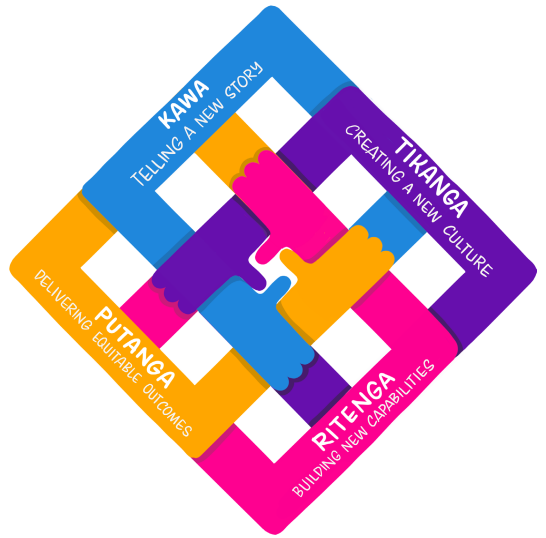 KAWA
TELLING A NEW STORY
TIKANGA
CREATING A NEW CULTURE
PUTANGA
DELIVERING EQUITABLE OUTCOMES
RITENGA
BUILDING NEW CAPABILITIES